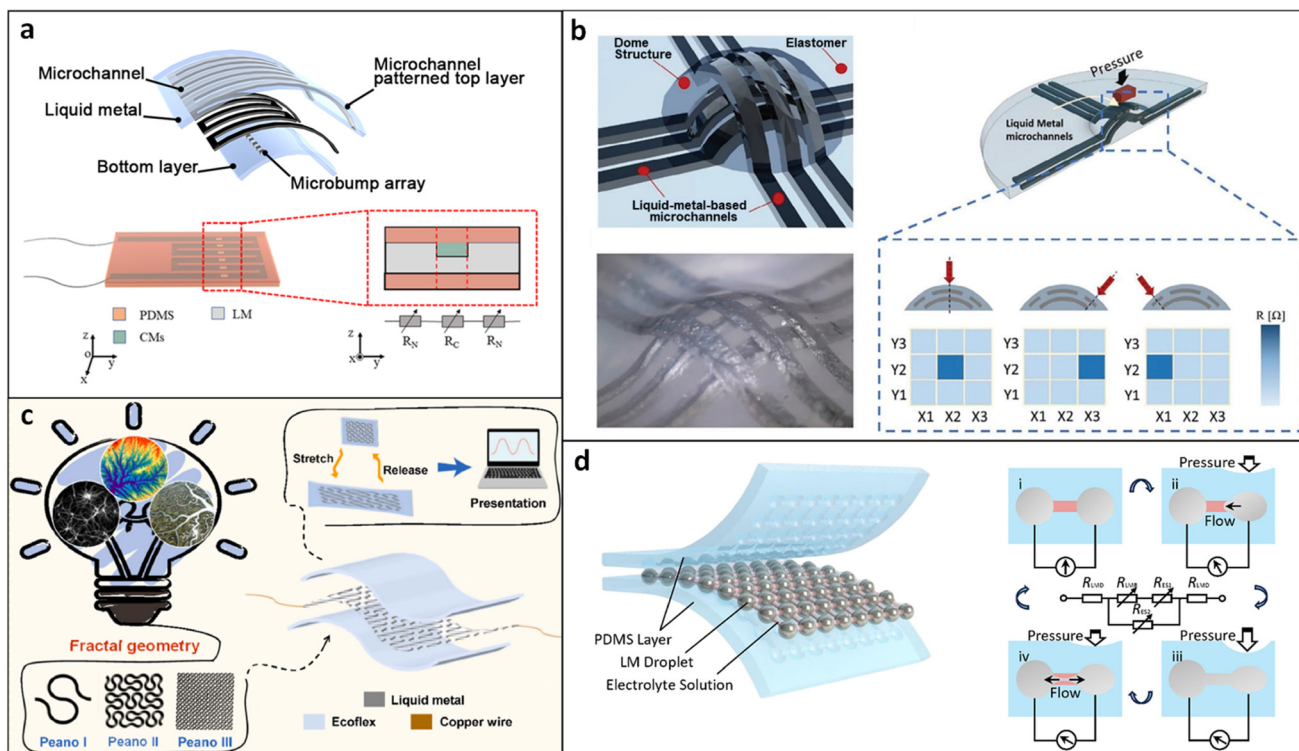 a
Microchannel
Liquid metal
Bottom layer
Microchannel
patterned top layer
Microbump array
PDMS
LM
CMs
z
o
y
x
z
x
y
R_N
R_C
R_N
b
Dome
Structure
Elastomer
Liquid-metal-based
microchannels
Pressure
Liquid Metal
microchannels
R [Ω]
Y3
Y2
Y1
X1 X2 X3
Y3
Y2
Y1
X1 X2 X3
Y3
Y2
Y1
X1 X2 X3
c
Stretch
Release
Presentation
Fractal geometry
Peano I
Peano II
Peano III
Liquid metal
Ecoflex
Copper wire
d
PDMS Layer
LM Droplet
Electrolyte Solution
i
Pressure
ii
Flow
R_LMD
R_LMB
R_ES1
R_LMD
R_ES2
Pressure
iv
Flow
Pressure
iii